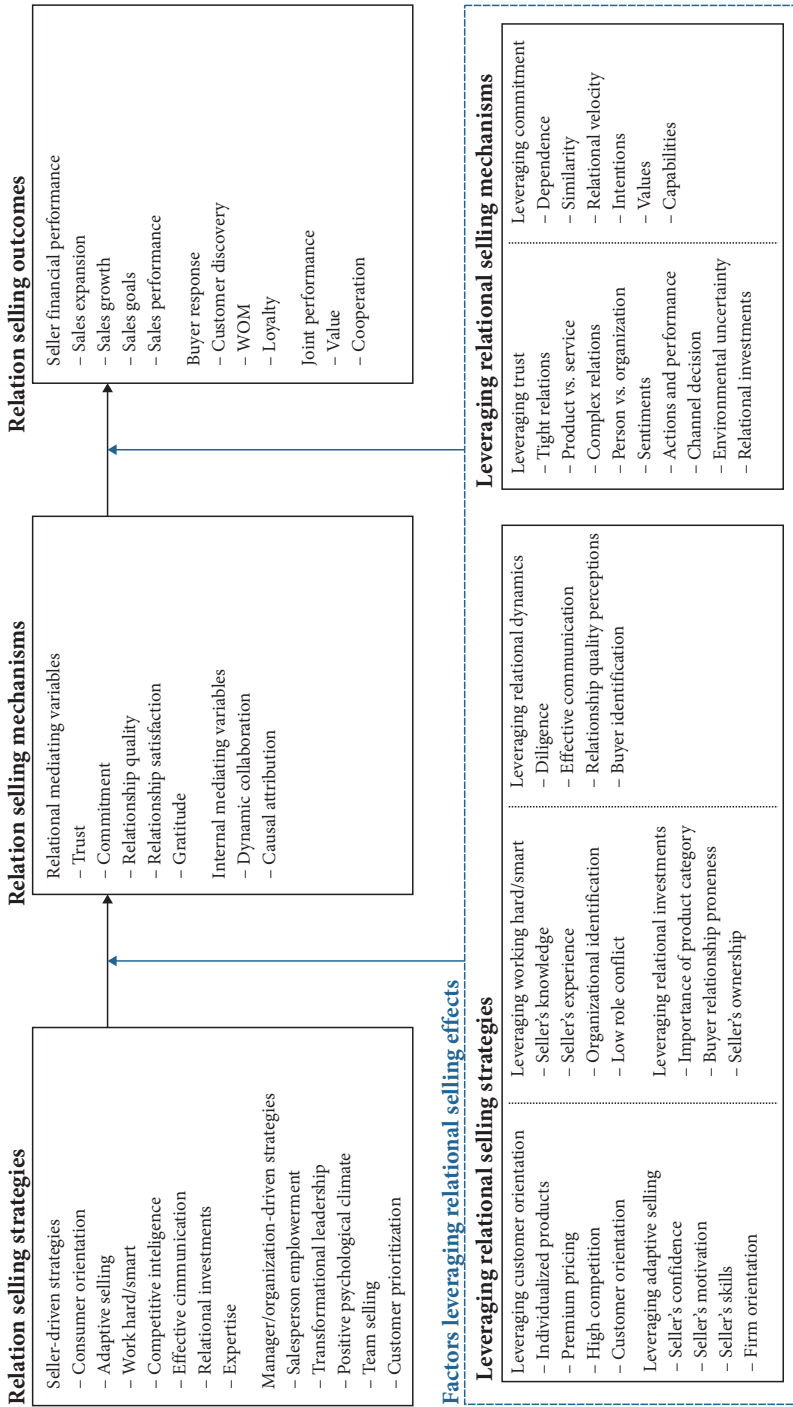 Relation selling strategies
Seller-driven strategies
– Consumer orientation
– Adaptive selling
– Work hard/smart
– Competitive inteligence
– Effective cimmunication
– Relational investments
– Expertise
Manager/organization-driven strategies
– Salesperson emplowerment
– Transformational leadership
– Positive psychological climate
– Team selling
– Customer prioritization
Relation selling mechanisms
Relational mediating variables
– Trust
– Commitment
– Relationship quality
– Relationship satisfaction
– Gratitude
Internal mediating variables
– Dynamic collaboration
– Causal attribution
Relation selling outcomes
Seller financial performance
– Sales expansion
– Sales growth
– Sales goals
– Sales performance
Buyer response
– Customer discovery
– WOM
– Loyalty
Joint performance
– Value
– Cooperation
Factors leveraging relational selling effects
Leveraging relational selling strategies
Leveraging customer orientation
– Individualized products
– Premium pricing
– High competition
– Customer orientation
Leveraging adaptive selling
– Seller's confidence
– Seller's motivation
– Seller's skills
– Firm orientation
Leveraging working hard/smart
– Seller's knowledge
– Seller's experience
– Organizational identification
– Low role conflict
Leveraging relational investments
– Importance of product category
– Buyer relationship proneness
– Seller's ownership
Leveraging relational dynamics
– Diligence
– Effective communication
– Relationship quality perceptions
– Buyer identification
Leveraging relational selling mechanisms
Leveraging trust
– Tight relations
– Product vs. service
– Complex relations
– Person vs. organization
– Sentiments
– Actions and performance
– Channel decision
– Environmental uncertainty
– Relational investments
Leveraging commitment
– Dependence
– Similarity
– Relational velocity
– Intentions
– Values
– Capabilities